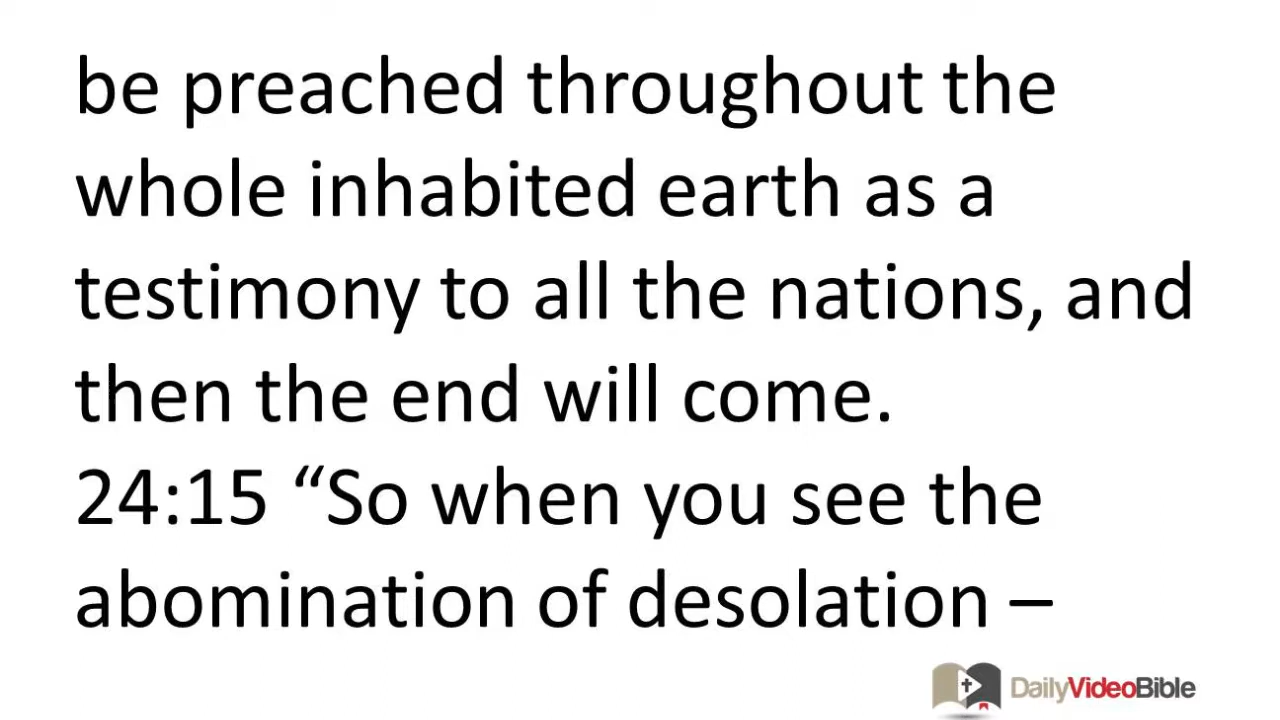 be preached throughout the
whole inhabited earth as a
testimony to all the nations, and
then the end will come.
24:15 “So when you see the
abomination of desolation –
DailyVideoBible